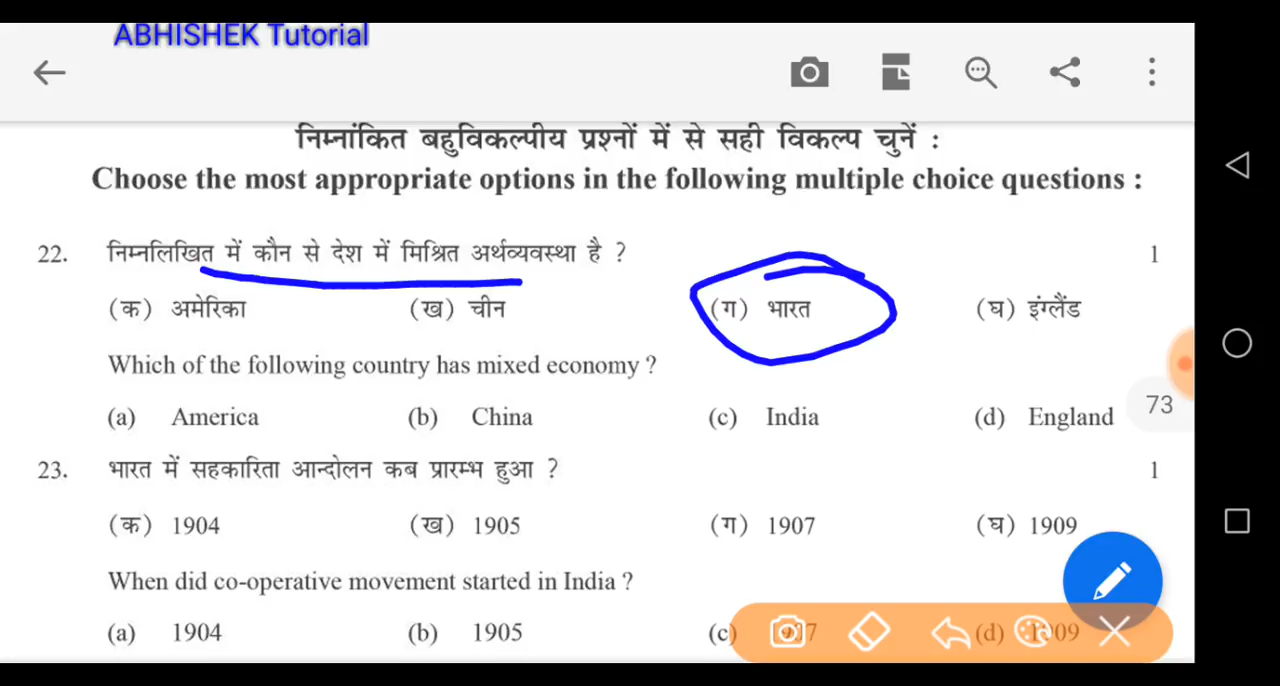 ABHISHEK Tutorial
निम्नांकित बहुविकल्पीय प्रश्नों में से सही विकल्प चुनें :
Choose the most appropriate options in the following multiple choice questions :
22. निम्नलिखित में कौन से देश में मिश्रित अर्थव्यवस्था है ? 1
(क) अमेरिका (ख) चीन (ग) भारत (घ) इंग्लैंड
Which of the following country has mixed economy ?
(a) America (b) China (c) India (d) England
73
23. भारत में सहकारिता आन्दोलन कब प्रारम्भ हुआ ? 1
(क) 1904 (ख) 1905 (ग) 1907 (घ) 1909
When did co-operative movement started in India ?
(a) 1904 (b) 1905 (c) 1907 (d) 1909